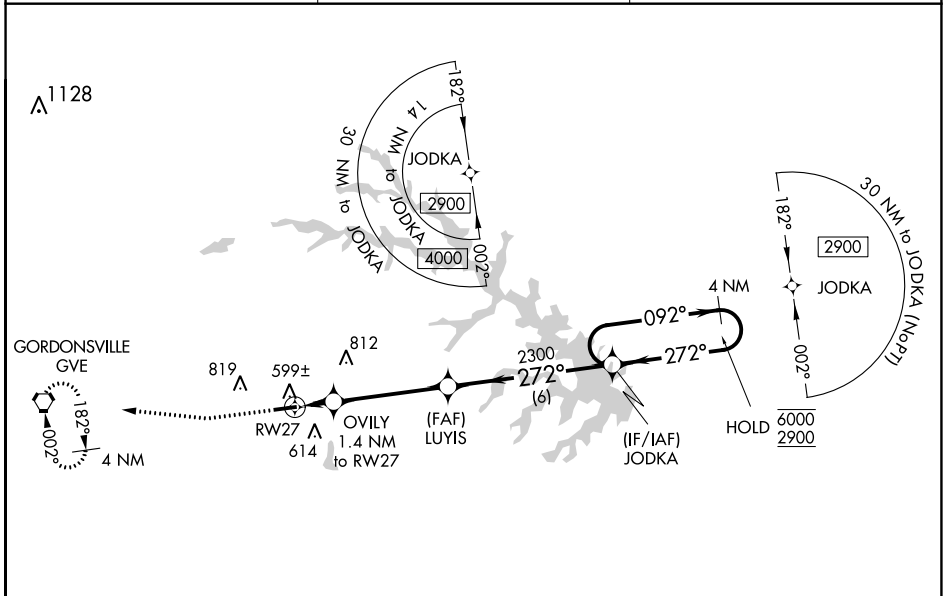 1128
182°
14 NM to JODKA
30 NM to JODKA
JODKA
2900
4000
002°
30 NM to JODKA (NoPT)
182°
2900
JODKA
002°
4 NM
092°
272°
GORDONSVILLE
GVE
182°
002°
4 NM
819
599±
812
RW27
614
OVILY
1.4 NM
to RW27
(FAF)
LUYIS
2300
272°
(6)
(IF/IAF)
JODKA
HOLD
6000
2900